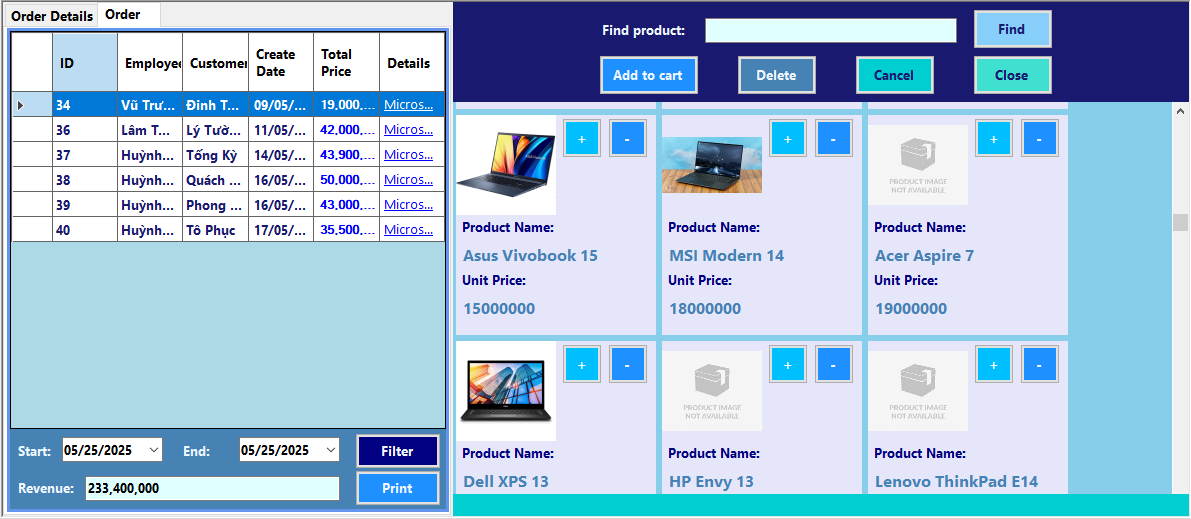 Order Details Order
ID Employee Customer Create Date Total Price Details
34 Vũ Trư... Đinh T... 09/05/... 19,000,... Micros...
36 Lâm T... Lý Tườ... 11/05/... 42,000,... Micros...
37 Huỳnh... Tống Kỳ 14/05/... 43,900,... Micros...
38 Huỳnh... Quách ... 16/05/... 50,000,... Micros...
39 Huỳnh... Phong ... 16/05/... 43,000,... Micros...
40 Huỳnh... Tô Phục 17/05/... 35,500,... Micros...
Start: 05/25/2025 End: 05/25/2025 Filter
Revenue: 233,400,000 Print
Find product: Find
Add to cart Delete Cancel Close
+ - + - + -
PRODUCT IMAGE
NOT AVAILABLE
Product Name: Product Name: Product Name:
Asus Vivobook 15 MSI Modern 14 Acer Aspire 7
Unit Price: Unit Price: Unit Price:
15000000 18000000 19000000
+ - + - + -
PRODUCT IMAGE PRODUCT IMAGE
NOT AVAILABLE NOT AVAILABLE
Product Name: Product Name: Product Name:
Dell XPS 13 HP Envy 13 Lenovo ThinkPad E14